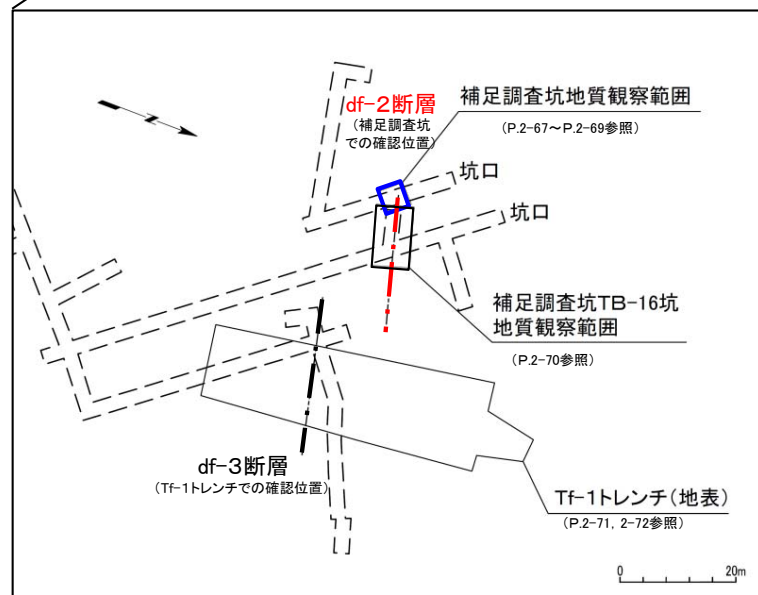 df-2断層
(補足調査坑
での確認位置)
補足調査坑地質観察範囲
(P.2-67～P.2-69参照)
坑口
坑口
補足調査坑TB-16坑
地質観察範囲
(P.2-70参照)
df-3断層
(Tf-1トレンチでの確認位置)
Tf-1トレンチ(地表)
(P.2-71, 2-72参照)
0 20m